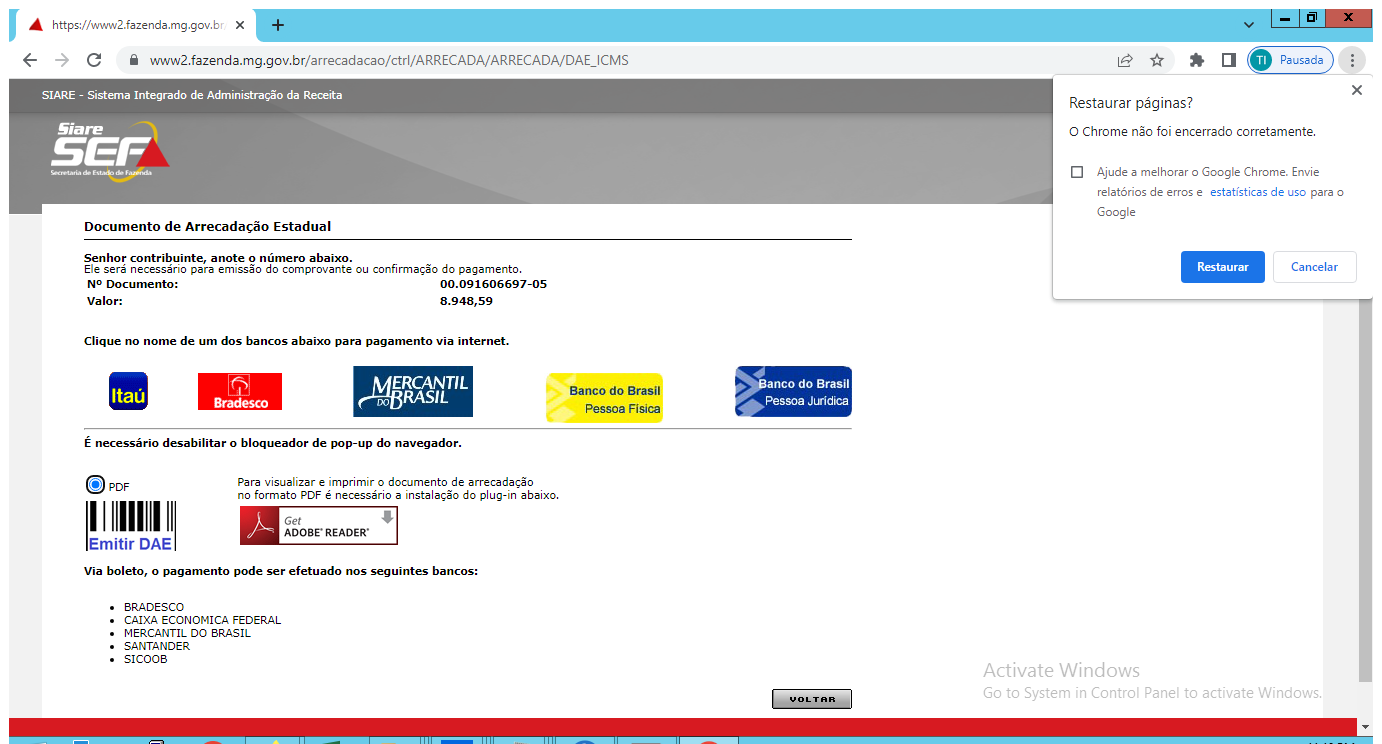 https://www2.fazenda.mg.gov.br
www2.fazenda.mg.gov.br/arrecadacao/ctrl/ARRECADA/ARRECADA/DAE_ICMS
TI
Pausada
SIARE - Sistema Integrado de Administração da Receita
Siare
SEF
Secretaria de Estado de Fazenda
Restaurar páginas?
O Chrome não foi encerrado corretamente.
Ajude a melhorar o Google Chrome. Envie
relatórios de erros e estatísticas de uso para o
Google
Restaurar
Cancelar
Documento de Arrecadação Estadual
Senhor contribuinte, anote o número abaixo.
Ele será necessário para emissão do comprovante ou confirmação do pagamento.
Nº Documento: 00.091606697-05
Valor: 8.948,59
Clique no nome de um dos bancos abaixo para pagamento via internet.
Itaú
Bradesco
MERCANTIL
DO BRASIL
Banco do Brasil
Pessoa Física
Banco do Brasil
Pessoa Jurídica
É necessário desabilitar o bloqueador de pop-up do navegador.
PDF
Emitir DAE
Para visualizar e imprimir o documento de arrecadação
no formato PDF é necessário a instalação do plug-in abaixo.
Get
ADOBE® READER®
Via boleto, o pagamento pode ser efetuado nos seguintes bancos:
BRADESCO
CAIXA ECONOMICA FEDERAL
MERCANTIL DO BRASIL
SANTANDER
SICOOB
VOLTAR
Activate Windows
Go to System in Control Panel to activate Windows.